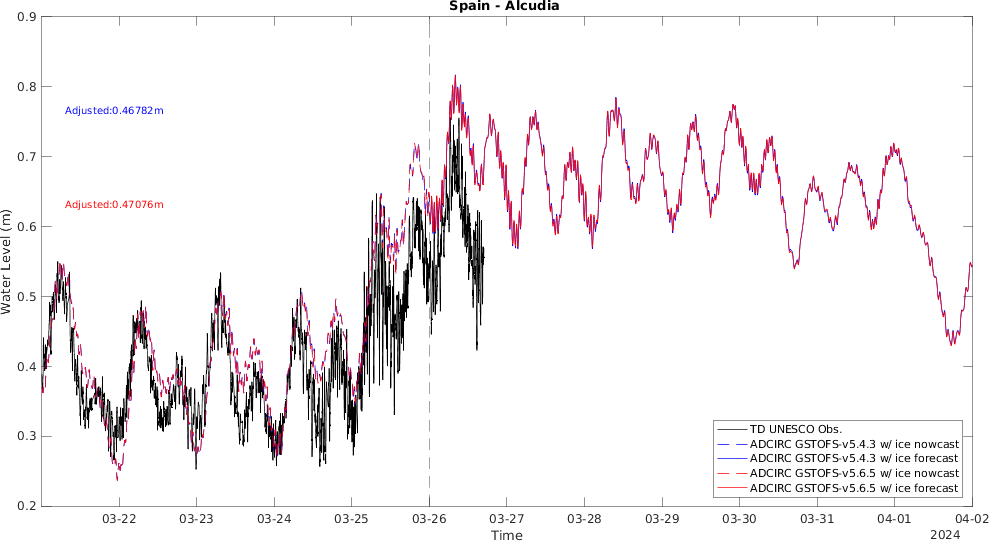 Spain - Alcudia
0.9
0.8
0.7
0.6
0.5
0.4
0.3
0.2
Water Level (m)
Adjusted:0.46782m
Adjusted:0.47076m
TD UNESCO Obs.
ADCIRC GSTOFS-v5.4.3 w/ ice nowcast
ADCIRC GSTOFS-v5.4.3 w/ ice forecast
ADCIRC GSTOFS-v5.6.5 w/ ice nowcast
ADCIRC GSTOFS-v5.6.5 w/ ice forecast
03-22 03-23 03-24 03-25 03-26 03-27 03-28 03-29 03-30 03-31 04-01 04-02
Time
2024